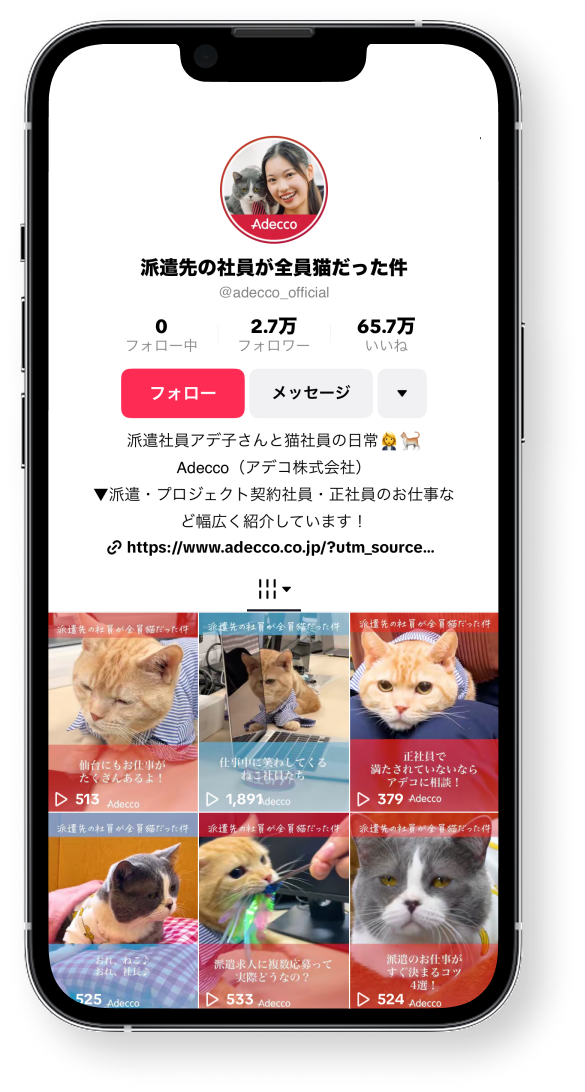 Adecco
派遣先の社員が全員猫だった件
@adecco_official
0 2.7万 65.7万
フォロー中 フォロワー いいね
フォロー メッセージ
派遣社員アデ子さんと猫社員の日常👩‍💼🐈
Adecco（アデコ株式会社）
▼派遣・プロジェクト契約社員・正社員のお仕事な
ど幅広く紹介しています！
https://www.adecco.co.jp/?utm_source...
派遣先の社員が全員猫だった件
仙台にもお仕事が
たくさんあるよ！
513 Adecco
派遣先の社員が全員猫だった件
仕事中に笑わしてくる
ねこ社員たち
1,891 Adecco
派遣先の社員が全員猫だった件
正社員で
満たされていないなら
アデコに相談！
379 Adecco
派遣先の社員が全員猫だった件
おれ、ねこ♪
おれ、社長♪
525 Adecco
派遣先の社員が全員猫だった件
派遣求人に複数応募って
実際どうなの？
533 Adecco
派遣先の社員が全員猫だった件
派遣のお仕事が
すぐ決まるコツ
4選！
524 Adecco